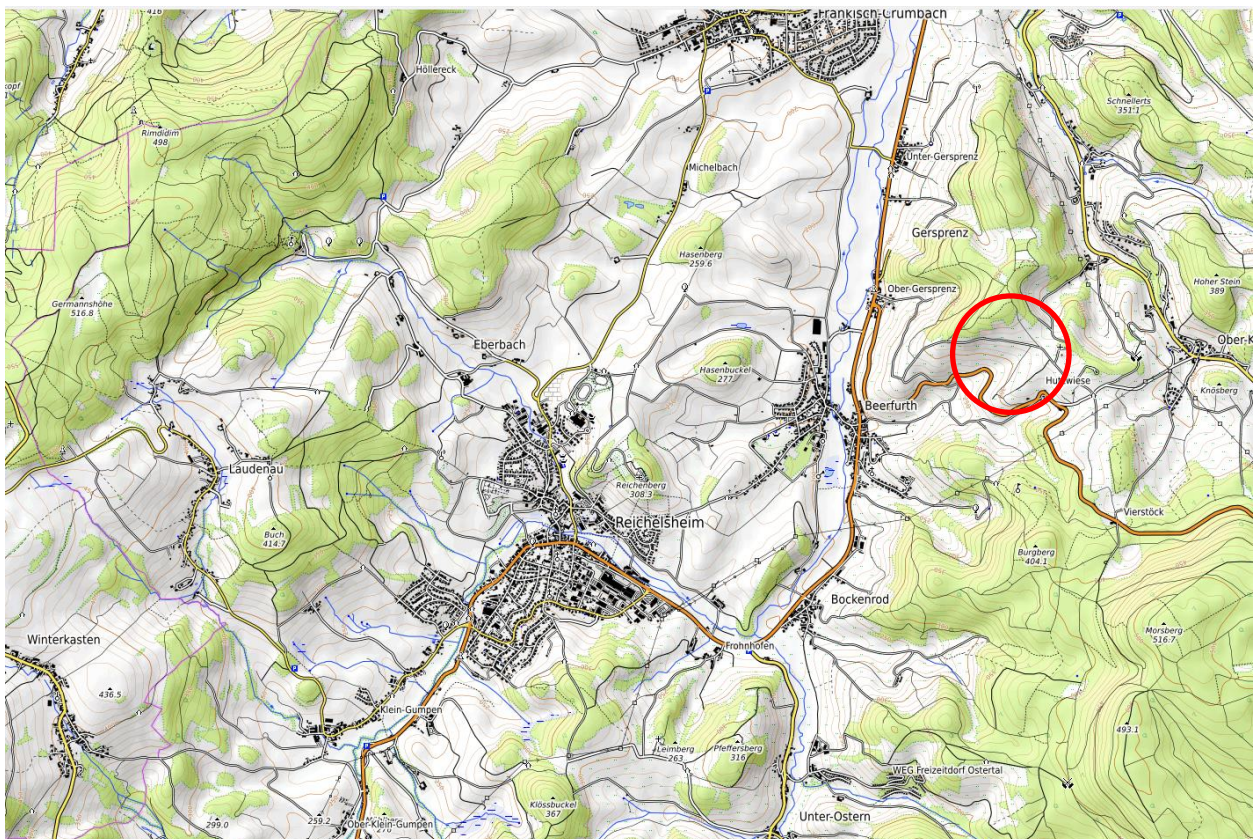 416
Fränkisch-Crumbach
Höllereck
Schnellerts
351.1
Rimdidim
498
Unter-Gersprenz
Michelbach
Gersprenz
Hasenberg
259.6
Hoher Stein
389
Germannshöhe
516.8
Ober-Gersprenz
Eberbach
Ober-K
Hasenbuckel
277
Knösberg
Beerfurth
Laudenau
Reichenberg
308.3
Vierstöck
Reichelsheim
Buch
414.7
Burgberg
404.1
Bockenrod
Morsberg
516.7
Winterkasten
Frohnhofen
436.5
Klein-Gumpen
493.1
Leimberg
263
Pfeffersberg
316
WEG Freizeitdorf Ostertal
Klössbuckel
367
Unter-Ostern
299.0
259.2
Ober-Klein-Gumpen